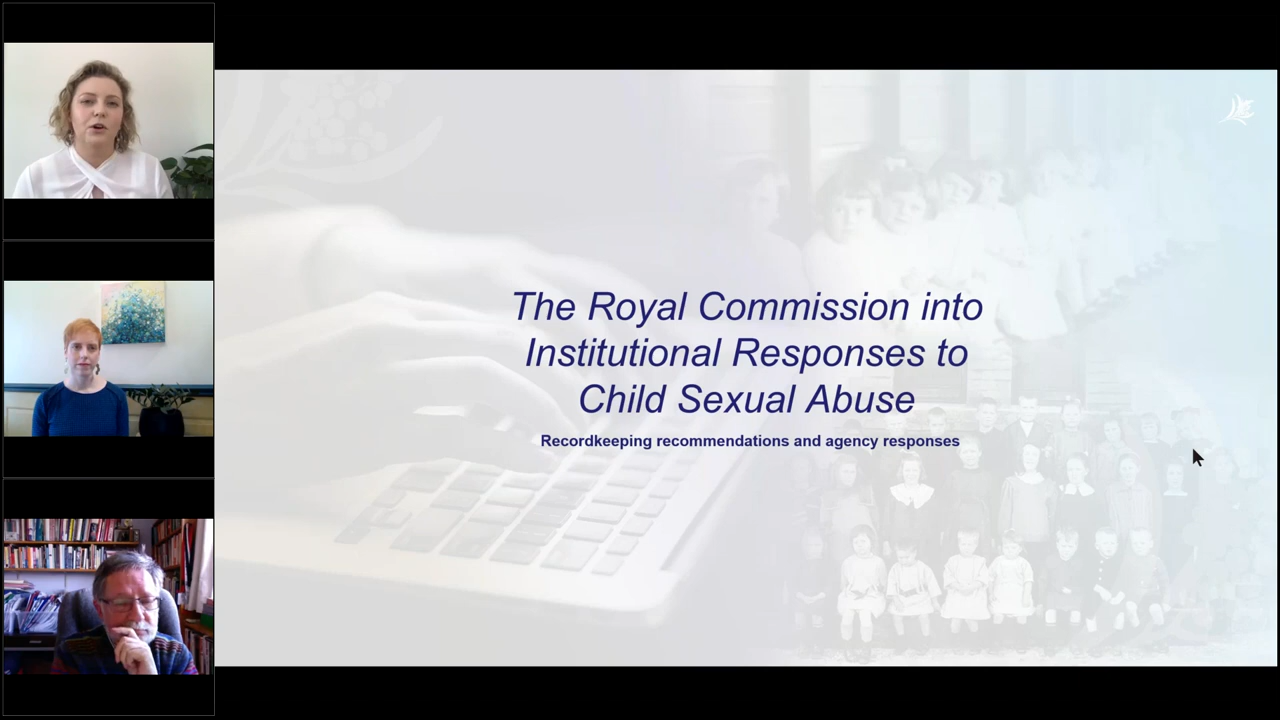 The Royal Commission into
Institutional Responses to
Child Sexual Abuse
Recordkeeping recommendations and agency responses